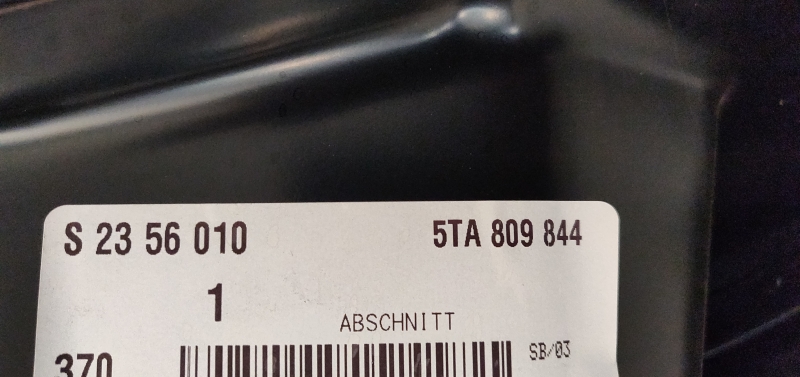 S 23 56 010 5TA 809 844
1
ABSCHNITT
370 SB/03